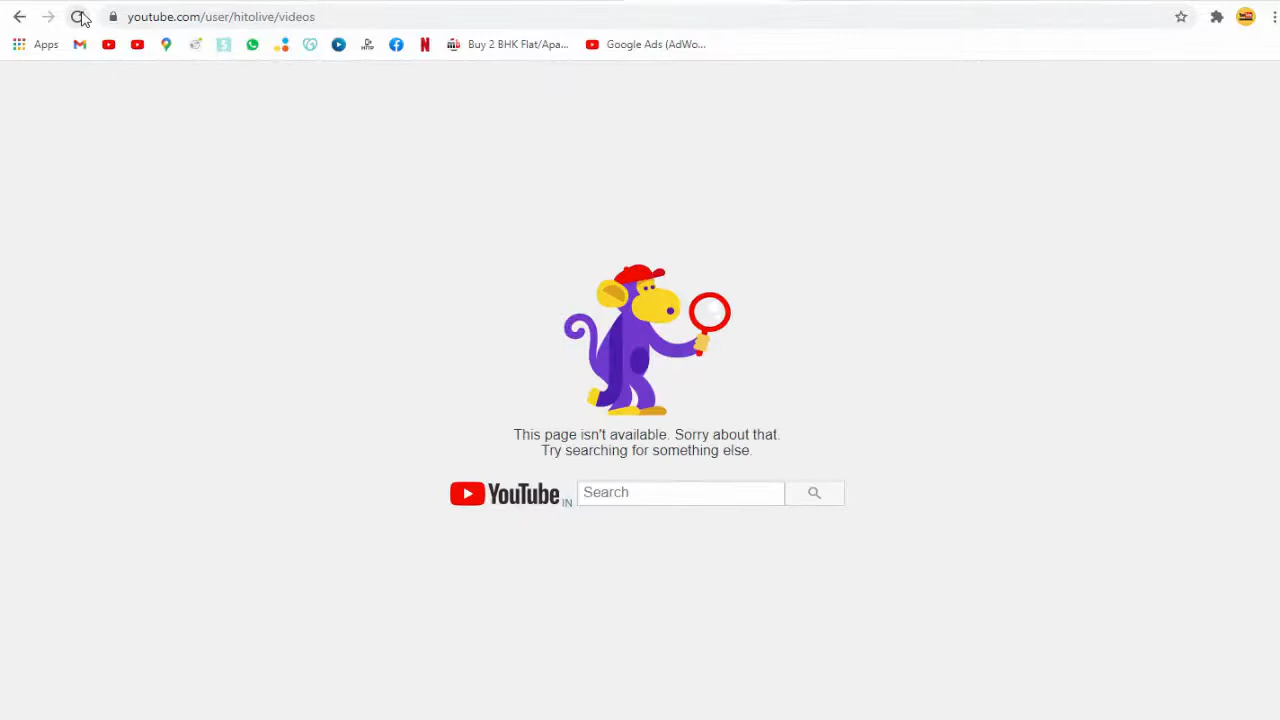 youtube.com/user/hitolive/videos
Apps
Buy 2 BHK Flat/Apa...
Google Ads (AdWo...
This page isn't available. Sorry about that.
Try searching for something else.
YouTube IN
Search